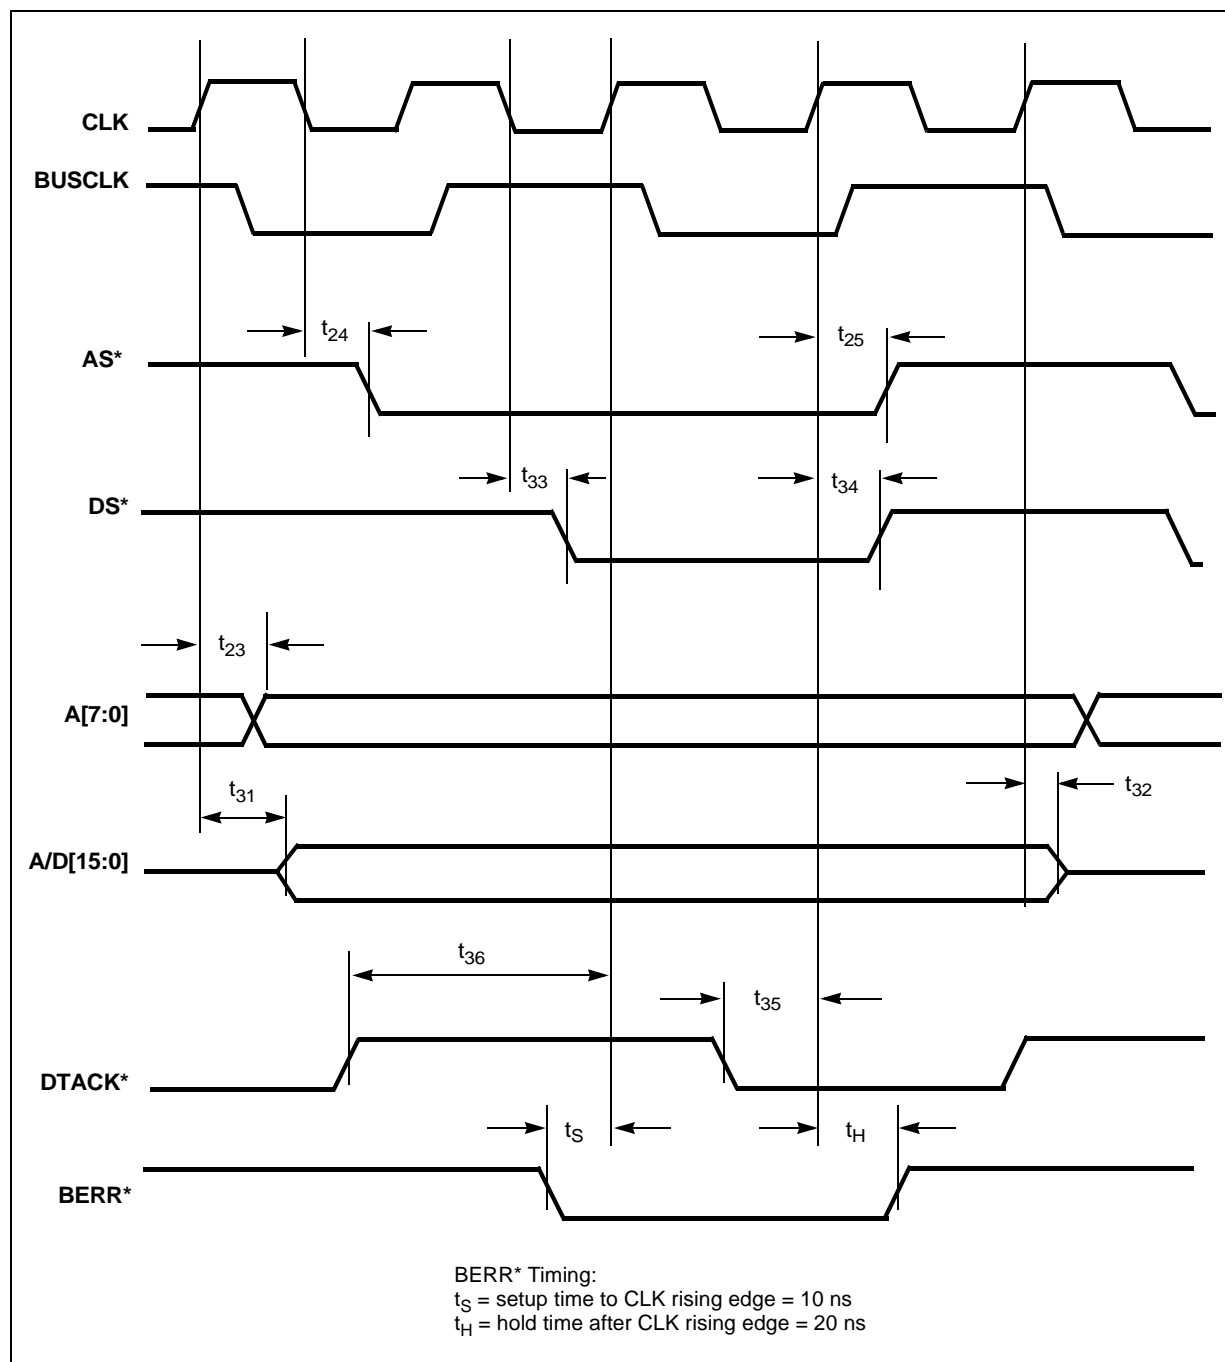 CLK
BUSCLK
t24
t25
AS*
t33
t34
DS*
t23
A[7:0]
t31
t32
A/D[15:0]
t36
t35
DTACK*
tS
tH
BERR*
BERR* Timing:
tS = setup time to CLK rising edge = 10 ns
tH = hold time after CLK rising edge = 20 ns